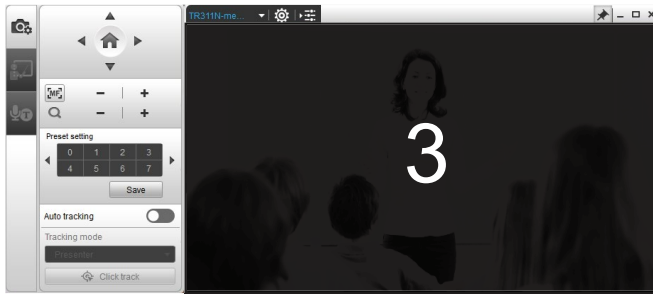 TR311N-me...
[MF] - | +
- | +
Preset setting
0 1 2 3
4 5 6 7
Save
Auto tracking
Tracking mode
Presenter
Click track
T
3